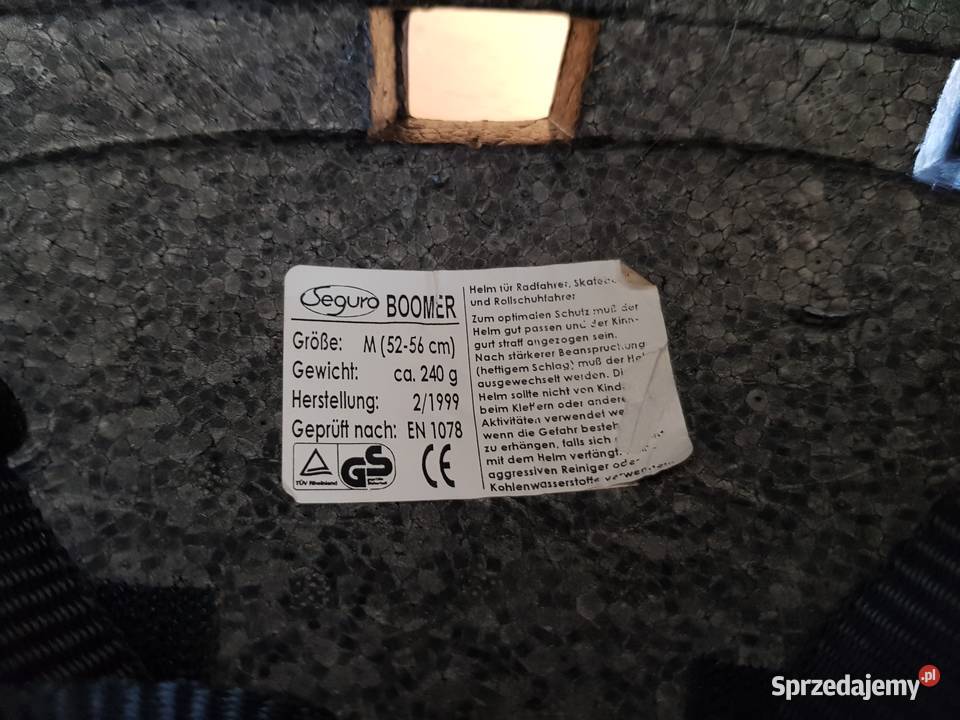 Seguro BOOMER
Größe: M (52-56 cm)
Gewicht: ca. 240 g
Herstellung: 2/1999
Geprüft nach: EN 1078
TÜV Rheinland
GS
CE
Helm für Radfahrer, Skate
und Rollschuhfahrer
Zum optimalen Schutz muß der
Helm gut passen und der Kinn-
gurt straff angezogen sein.
Nach stärkerer Beanspruchung
(heftigem Schlag) muß der Hel
ausgewechselt werden. Di
Helm sollte nicht von Kind
beim Klettern oder andere
Aktivitäten verwendet we
wenn die Gefahr besteh
zu erhängen, falls sich
mit dem Helm verfängt.
aggressiven Reiniger ode
Kohlenwasserstoffe verwenden
Sprzedajemy.pl